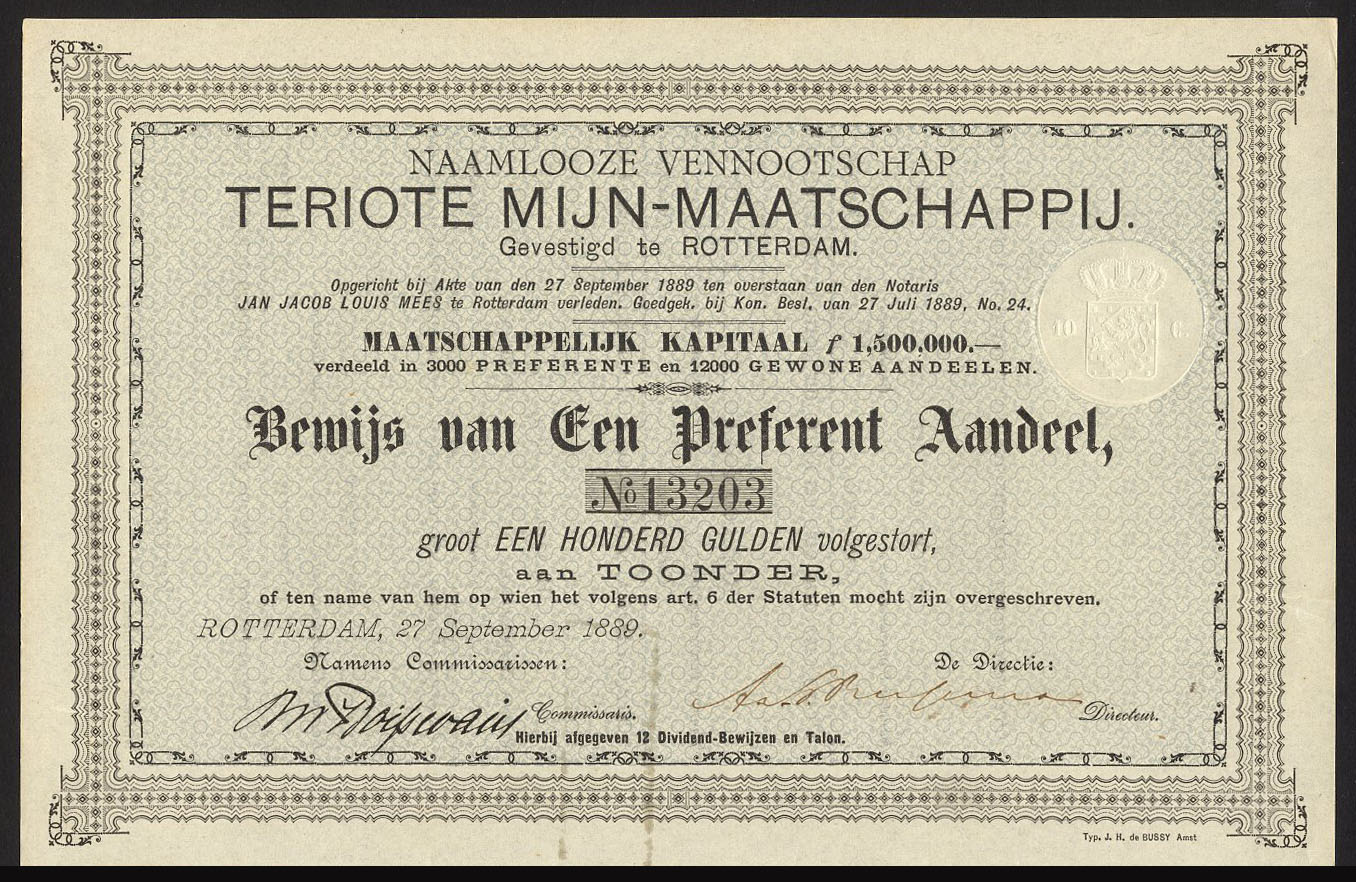 NAAMLOOZE VENNOOTSCHAP
TERIOTE MIJN-MAATSCHAPPIJ.
Gevestigd te ROTTERDAM.
Opgericht bij Akte van den 27 September 1889 ten overstaan van den Notaris
JAN JACOB LOUIS MEES te Rotterdam verleden. Goedgek. bij Kon. Besl. van 27 Juli 1889, No. 24.
MAATSCHAPPELIJK KAPITAAL f 1,500,000.—
verdeeld in 3000 PREFERENTE en 12000 GEWONE AANDEELEN.
10 C.
Bewijs van Een Preferent Aandeel,
No 13203
groot EEN HONDERD GULDEN volgestort,
aan TOONDER,
of ten name van hem op wien het volgens art. 6 der Statuten mocht zijn overgeschreven.
ROTTERDAM, 27 September 1889.
Namens Commissarissen: De Directie:
Commissaris. Directeur.
Hierbij afgegeven 12 Dividend-Bewijzen en Talon.
Typ. J. H. de BUSSY Amst